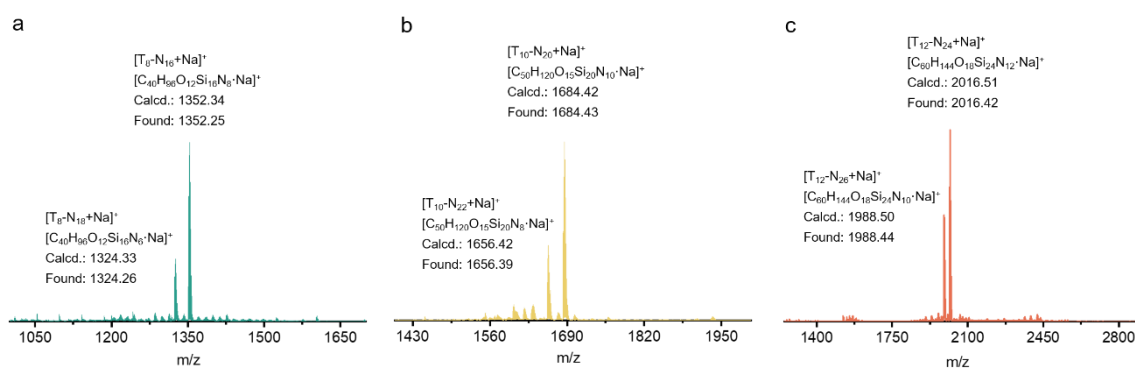 a
[T₈-N₁₆+Na]⁺
[C₄₀H₉₆O₁₂Si₁₆N₈·Na]⁺
Calcd.: 1352.34
Found: 1352.25
[T₈-N₁₈+Na]⁺
[C₄₀H₉₆O₁₂Si₁₆N₆·Na]⁺
Calcd.: 1324.33
Found: 1324.26
1050 1350 1500 1650
m/z
b
[T₁₀-N₂₀+Na]⁺
[C₅₀H₁₂₀O₁₅Si₂₀N₁₀·Na]⁺
Calcd.: 1684.42
Found: 1684.43
[T₁₀-N₂₂+Na]⁺
[C₅₀H₁₂₀O₁₅Si₂₀N₈·Na]⁺
Calcd.: 1656.42
Found: 1656.39
1430 1560 1690 1820 1950
m/z
c
[T₁₂-N₂₄+Na]⁺
[C₆₀H₁₄₄O₁₈Si₂₄N₁₂·Na]⁺
Calcd.: 2016.51
Found: 2016.42
[T₁₂-N₂₆+Na]⁺
[C₆₀H₁₄₄O₁₈Si₂₄N₁₀·Na]⁺
Calcd.: 1988.50
Found: 1988.44
1400 1750 2100 2450 2800
m/z